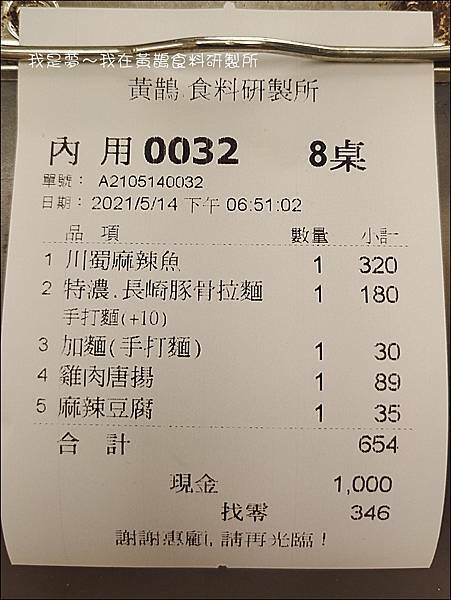 我是夢～我在黃鵲食料研製所
黃鵲 食料研製所
內 用 0032 8桌
單號： A2105140032
日期： 2021/5/14 下午 06:51:02
品 項 數量 小計
1 川蜀麻辣魚 1 320
2 特濃.長崎豚骨拉麵 1 180
手打麵(+10)
3 加麵(手打麵) 1 30
4 雞肉唐揚 1 89
5 麻辣豆腐 1 35
合 計 654
現金 1,000
找零 346
謝謝惠顧,請再光臨！